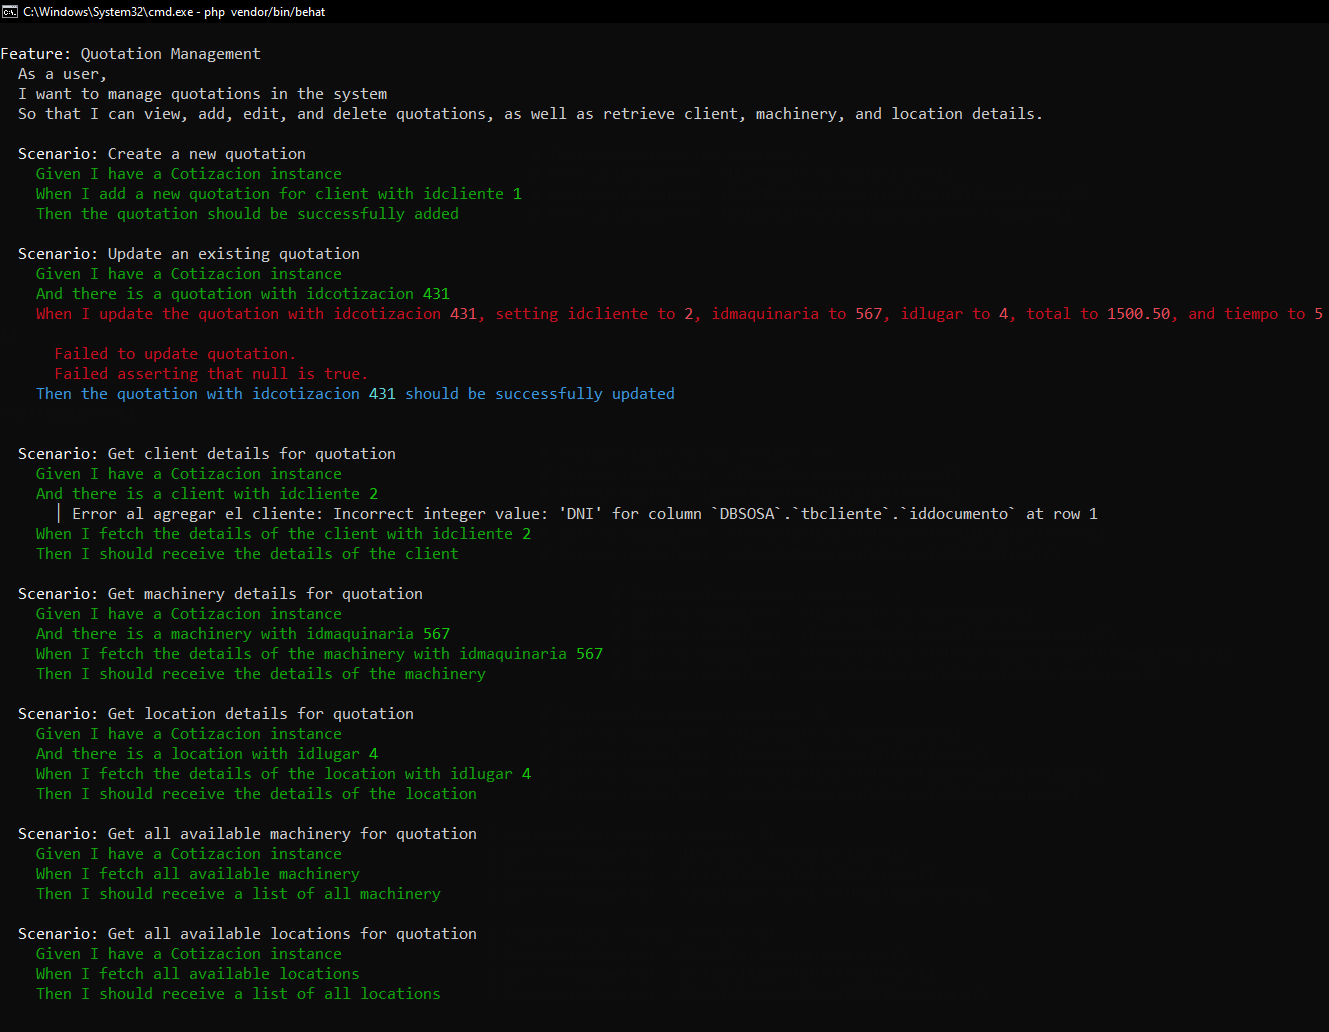 C:\Windows\System32\cmd.exe - php vendor/bin/behat
Feature: Quotation Management
As a user,
I want to manage quotations in the system
So that I can view, add, edit, and delete quotations, as well as retrieve client, machinery, and location details.
Scenario: Create a new quotation
Given I have a Cotizacion instance
When I add a new quotation for client with idcliente 1
Then the quotation should be successfully added
Scenario: Update an existing quotation
Given I have a Cotizacion instance
And there is a quotation with idcotizacion 431
When I update the quotation with idcotizacion 431, setting idcliente to 2, idmaquinaria to 567, idlugar to 4, total to 1500.50, and tiempo to 5
Failed to update quotation.
Failed asserting that null is true.
Then the quotation with idcotizacion 431 should be successfully updated
Scenario: Get client details for quotation
Given I have a Cotizacion instance
And there is a client with idcliente 2
│ Error al agregar el cliente: Incorrect integer value: 'DNI' for column `DBSOSA`.`tbcliente`.`iddocumento` at row 1
When I fetch the details of the client with idcliente 2
Then I should receive the details of the client
Scenario: Get machinery details for quotation
Given I have a Cotizacion instance
And there is a machinery with idmaquinaria 567
When I fetch the details of the machinery with idmaquinaria 567
Then I should receive the details of the machinery
Scenario: Get location details for quotation
Given I have a Cotizacion instance
And there is a location with idlugar 4
When I fetch the details of the location with idlugar 4
Then I should receive the details of the location
Scenario: Get all available machinery for quotation
Given I have a Cotizacion instance
When I fetch all available machinery
Then I should receive a list of all machinery
Scenario: Get all available locations for quotation
Given I have a Cotizacion instance
When I fetch all available locations
Then I should receive a list of all locations